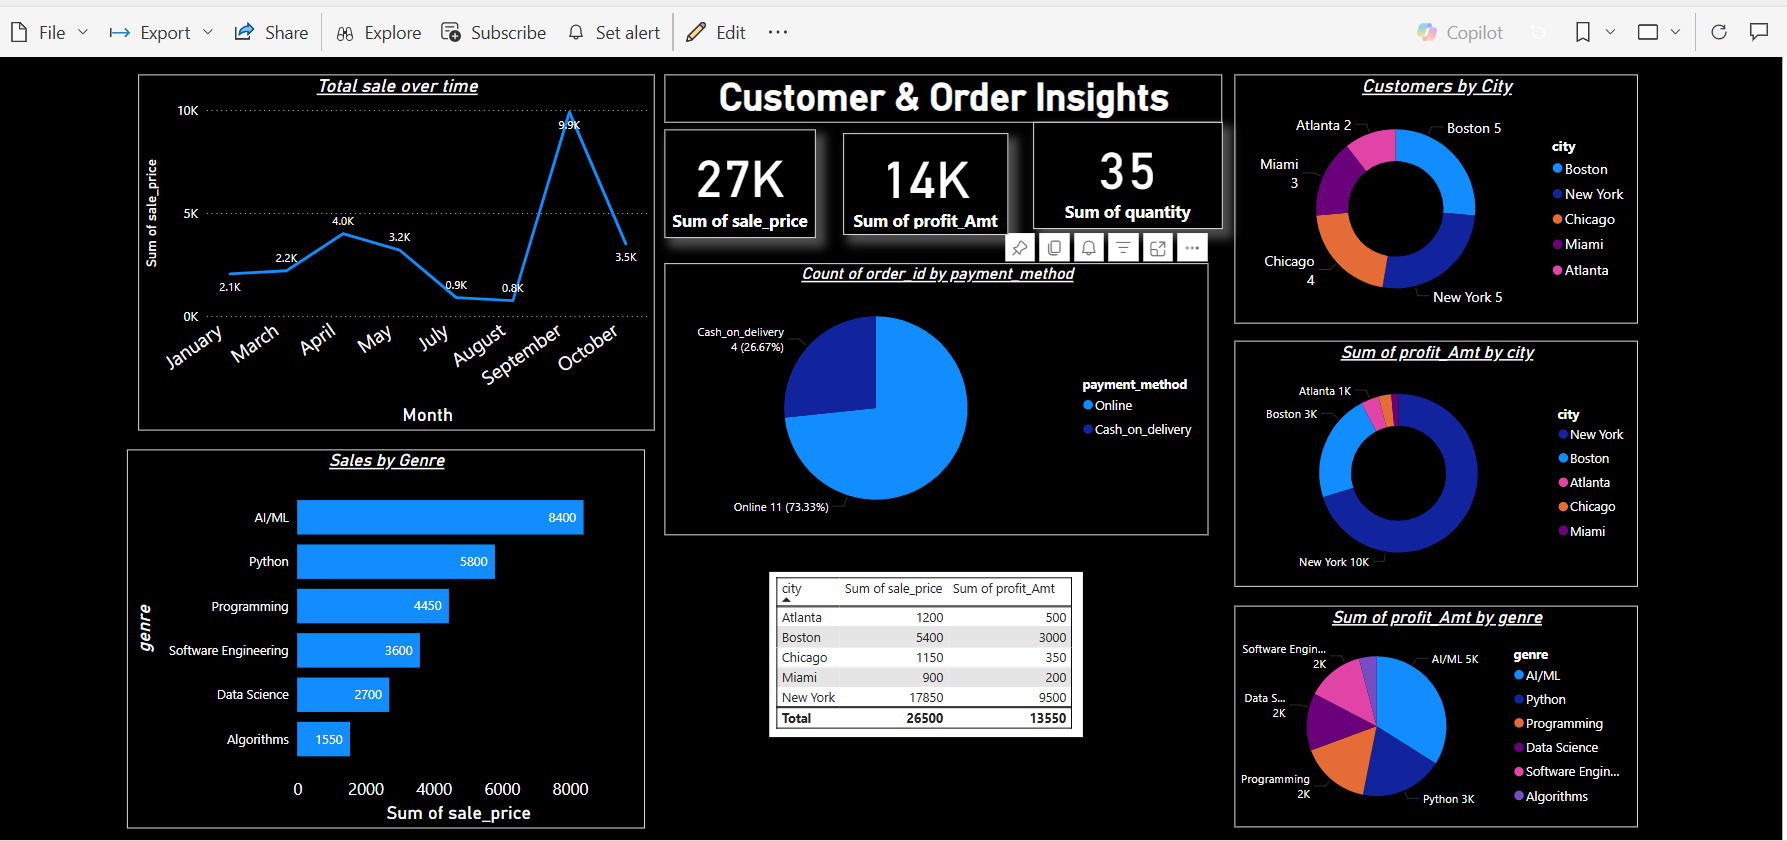 File
Export
Share
Explore
Subscribe
Set alert
Edit
Copilot
Total sale over time
Sum of sale_price
10K
5K
0K
2.1K
2.2K
4.0K
3.2K
0.9K
0.8K
9.9K
3.5K
January
March
April
May
July
August
September
October
Month
Customer & Order Insights
27K
Sum of sale_price
14K
Sum of profit_Amt
35
Sum of quantity
Customers by City
Atlanta 2
Boston 5
Miami
3
Chicago
4
New York 5
city
Boston
New York
Chicago
Miami
Atlanta
Count of order_id by payment_method
Cash_on_delivery
4 (26.67%)
Online 11 (73.33%)
payment_method
Online
Cash_on_delivery
Sum of profit_Amt by city
Atlanta 1K
Boston 3K
New York 10K
city
New York
Boston
Atlanta
Chicago
Miami
Sales by Genre
genre
AI/ML 8400
Python 5800
Programming 4450
Software Engineering 3600
Data Science 2700
Algorithms 1550
0 2000 4000 6000 8000
Sum of sale_price
city Sum of sale_price Sum of profit_Amt
Atlanta 1200 500
Boston 5400 3000
Chicago 1150 350
Miami 900 200
New York 17850 9500
Total 26500 13550
Sum of profit_Amt by genre
Software Engin...
2K
Data S...
2K
Programming
2K
AI/ML 5K
Python 3K
genre
AI/ML
Python
Programming
Data Science
Software Engin...
Algorithms